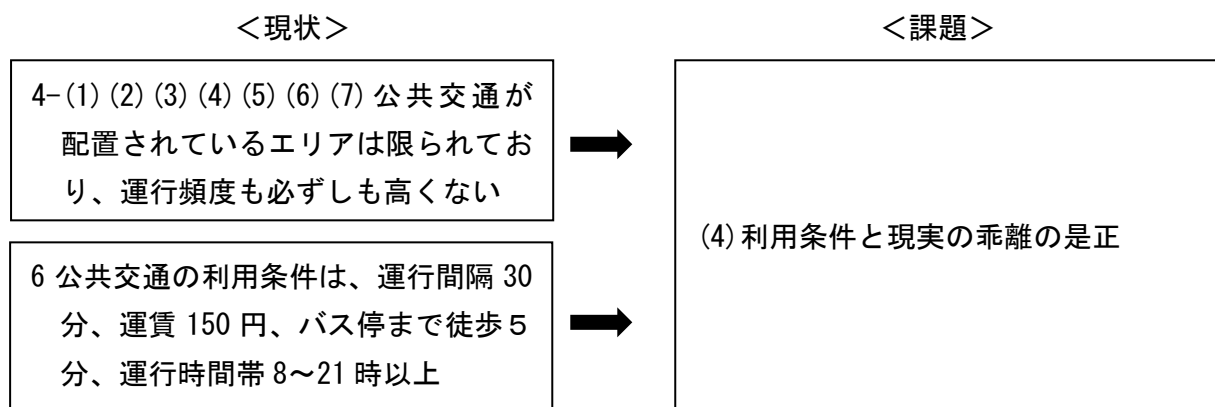 <現状>
4-(1)(2)(3)(4)(5)(6)(7)公共交通が
配置されているエリアは限られてお
り、運行頻度も必ずしも高くない
6 公共交通の利用条件は、運行間隔 30
分、運賃 150 円、バス停まで徒歩5
分、運行時間帯 8~21 時以上
<課題>
(4)利用条件と現実の乖離の是正